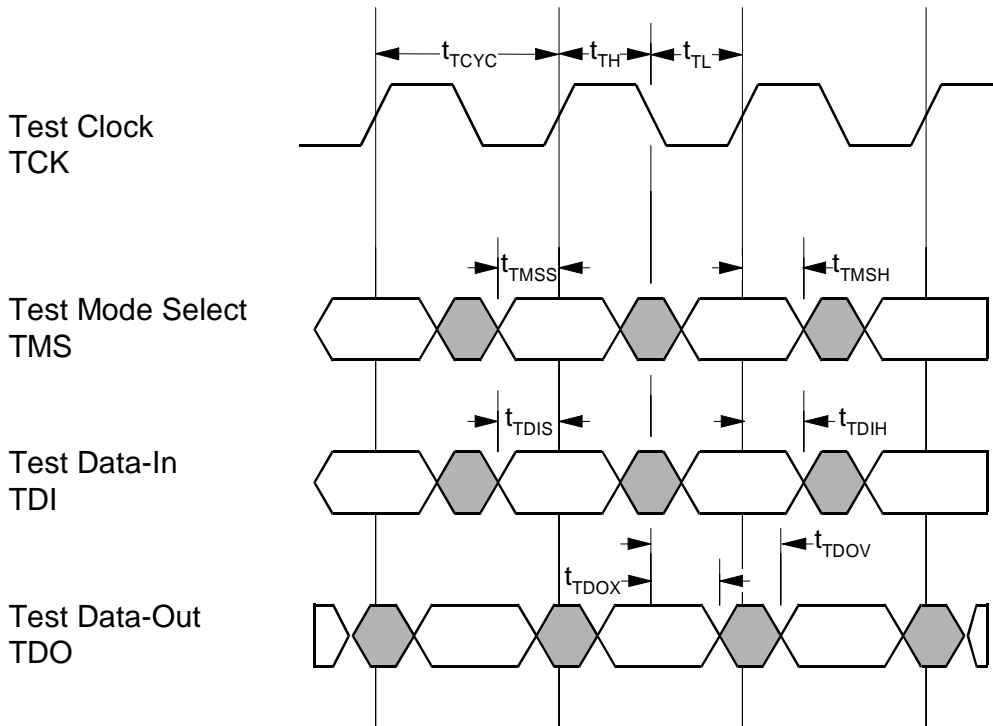 tTCYC tTH tTL
Test Clock
TCK
tTMSS tTMSH
Test Mode Select
TMS
tTDIS tTDIH
Test Data-In
TDI
tTDOV
tTDOX
Test Data-Out
TDO